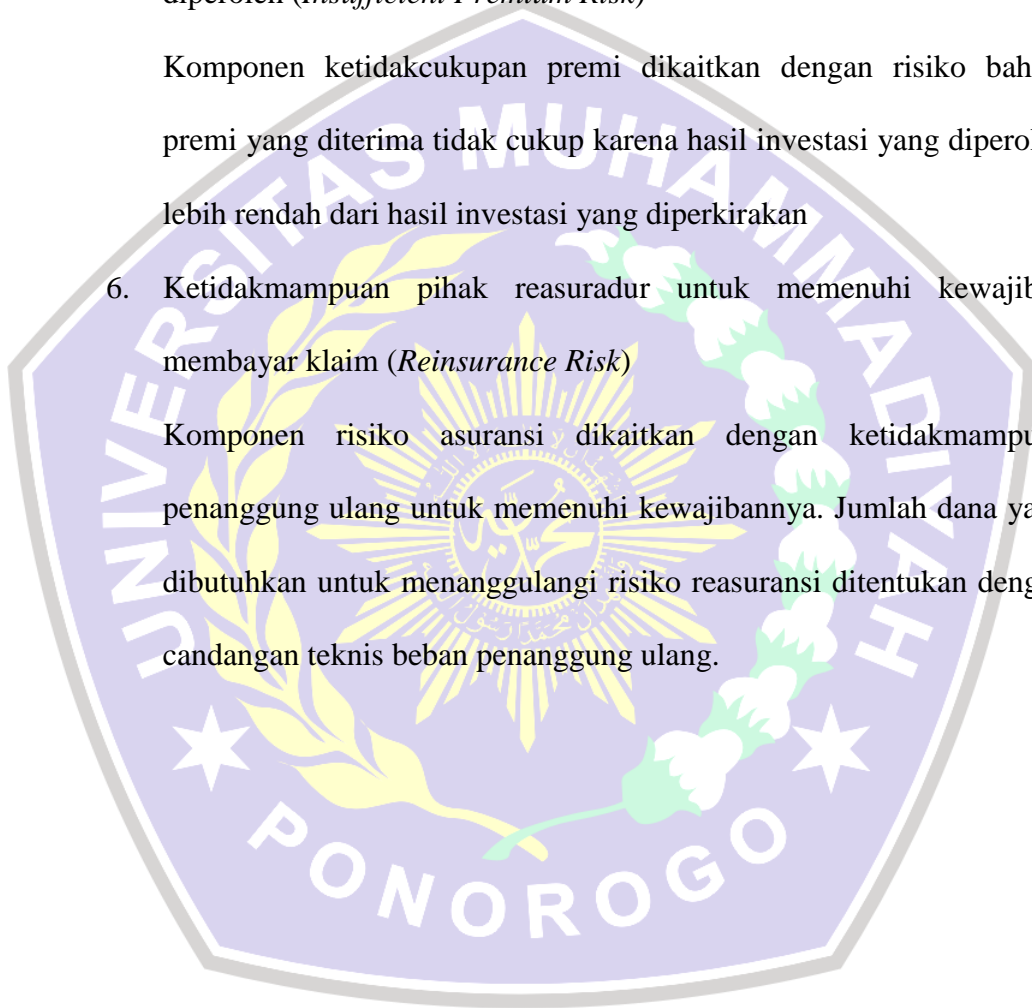 diperoleh (Insufficient Premium Risk)
Komponen ketidakcukupan premi dikaitkan dengan risiko bah
premi yang diterima tidak cukup karena hasil investasi yang dipero
lebih rendah dari hasil investasi yang diperkirakan
6. Ketidakmampuan pihak reasuradur untuk memenuhi kewajib
membayar klaim (Reinsurance Risk)
Komponen risiko asuransi dikaitkan dengan ketidakmampu
penanggung ulang untuk memenuhi kewajibannya. Jumlah dana ya
dibutuhkan untuk menanggulangi risiko reasuransi ditentukan deng
candangan teknis beban penanggung ulang.
UNIVERSITAS MUHAMMADIYAH
PONOROGO